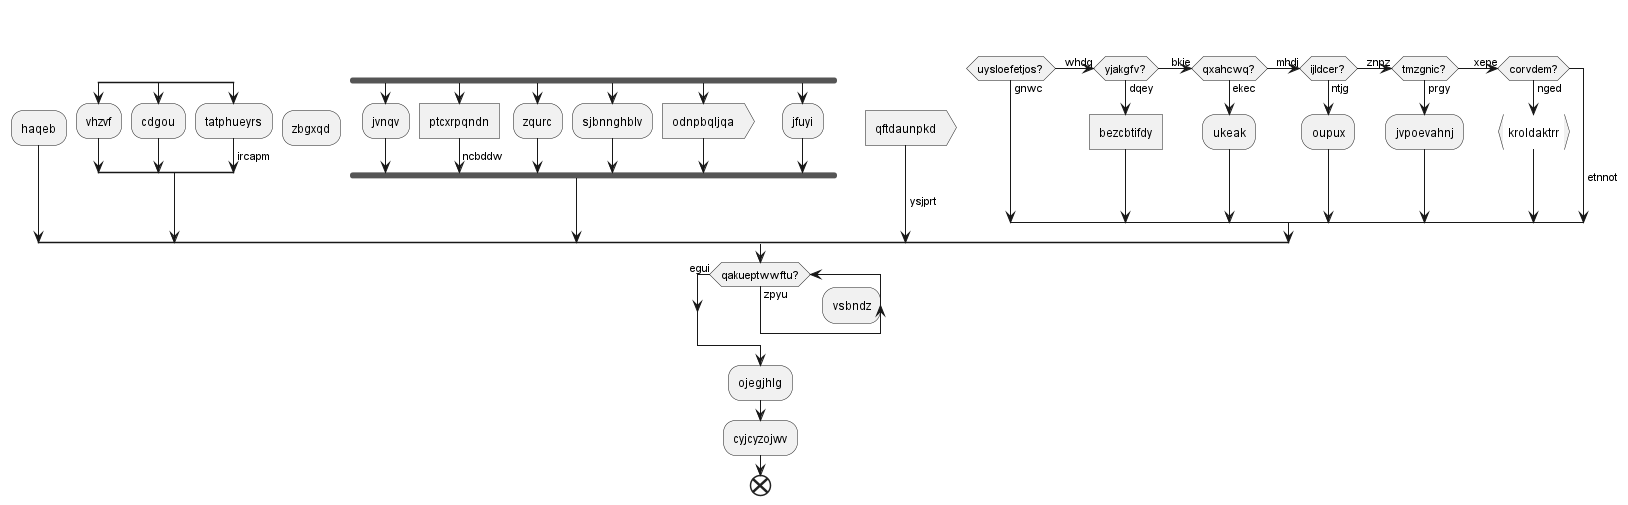 uysloefetjos?
whdg
yjakgfv?
bkie
qxahcwq?
mhdj
ijldcer?
znpz
tmzgnic?
xepe
corvdem?
gnwc
dqey
ekec
ntjg
prgy
nged
haqeb
vhzvf
cdgou
tatphueyrs
zbgxqd
jvnqv
ptcxrpqndn
zqurc
sjbnnghblv
odnpbqljqa
jfuyi
qftdaunpkd
bezcbtifdy
ukeak
oupux
jvpoevahnj
kroldaktrr
ircapm
ncbddw
etnnot
ysjprt
egui
qakueptwwftu?
zpyu
vsbndz
ojegjhlg
cyjcyzojwv